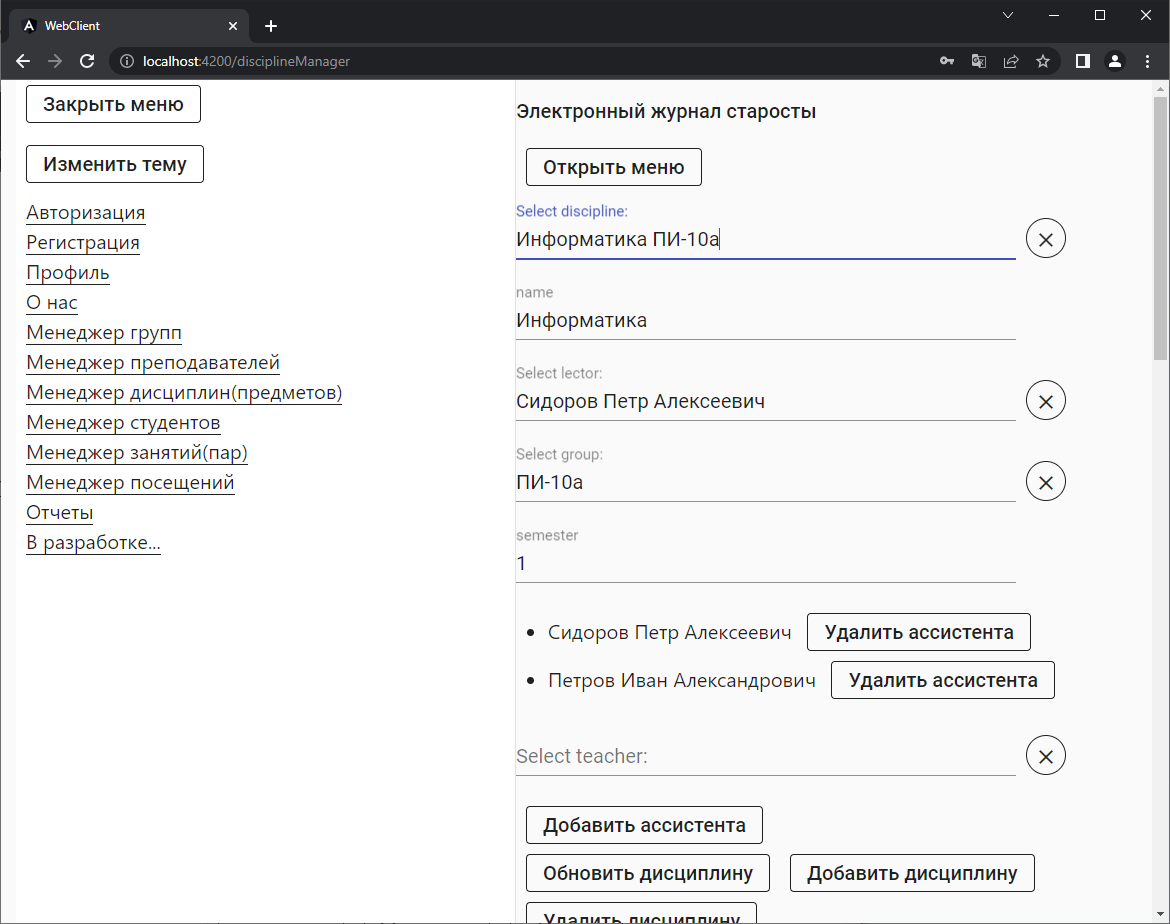 WebClient
localhost:4200/disciplineManager
Закрыть меню
Изменить тему
Авторизация
Регистрация
Профиль
О нас
Менеджер групп
Менеджер преподавателей
Менеджер дисциплин(предметов)
Менеджер студентов
Менеджер занятий(пар)
Менеджер посещений
Отчеты
В разработке...
Электронный журнал старосты
Открыть меню
Select discipline:
Информатика ПИ-10а
name
Информатика
Select lector:
Сидоров Петр Алексеевич
Select group:
ПИ-10а
semester
1
Сидоров Петр Алексеевич Удалить ассистента
Петров Иван Александрович Удалить ассистента
Select teacher:
Добавить ассистента
Обновить дисциплину Добавить дисциплину
Удалить дисциплину